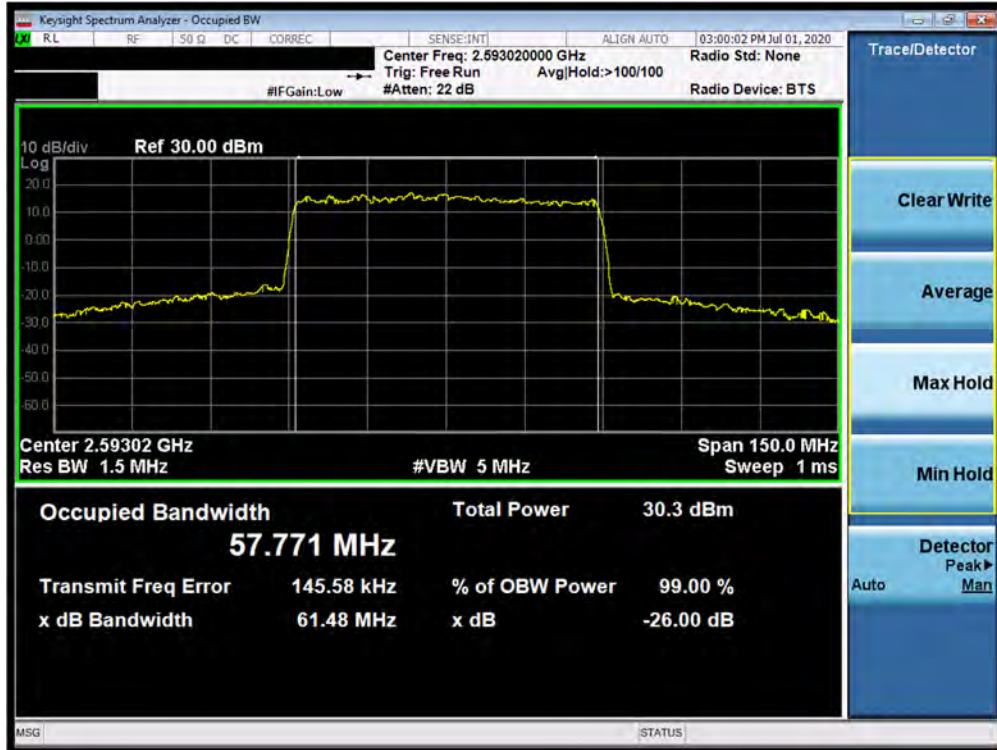 Keysight Spectrum Analyzer - Occupied BW
LXI RL RF 50 Ω DC CORREC SENSE:INT ALIGN AUTO 03:00:02 PM Jul 01, 2020
Center Freq: 2.593020000 GHz Radio Std: None
Trig: Free Run Avg|Hold:>100/100
#IFGain:Low #Atten: 22 dB Radio Device: BTS
10 dB/div Ref 30.00 dBm
Log
20.0
10.0
0.00
-10.0
-20.0
-30.0
-40.0
-50.0
-60.0
Center 2.59302 GHz Span 150.0 MHz
Res BW 1.5 MHz #VBW 5 MHz Sweep 1 ms
Occupied Bandwidth Total Power 30.3 dBm
57.771 MHz
Transmit Freq Error 145.58 kHz % of OBW Power 99.00 %
x dB Bandwidth 61.48 MHz x dB -26.00 dB
Trace/Detector
Clear Write
Average
Max Hold
Min Hold
Detector
Peak▶
Auto Man
MSG STATUS